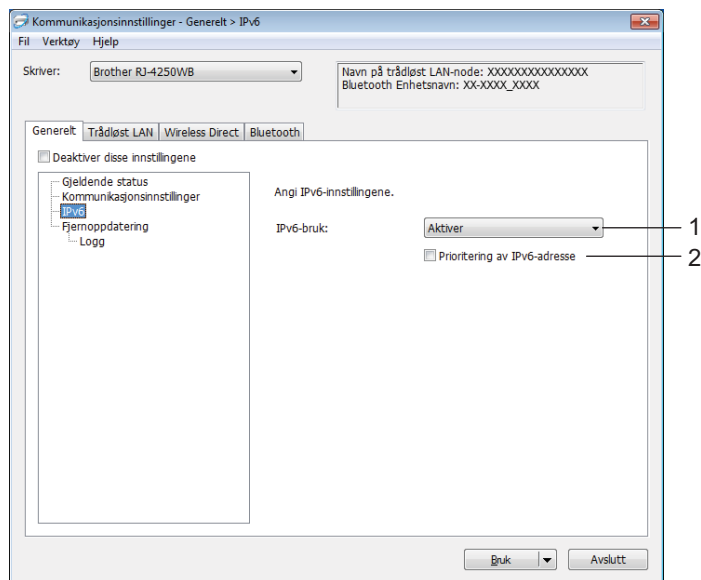 Kommunikasjonsinnstillinger - Generelt > IPv6
Fil Verktøy Hjelp
Skriver: Brother RJ-4250WB
Navn på trådløst LAN-node: XXXXXXXXXXXXXXX
Bluetooth Enhetsnavn: XX-XXXX_XXXX
Generelt Trådløst LAN Wireless Direct Bluetooth
Deaktiver disse innstillingene
Gjeldende status
Kommunikasjonsinnstillinger
IPv6
Fjernoppdatering
Logg
Angi IPv6-innstillingene.
IPv6-bruk: Aktiver 1
Prioritering av IPv6-adresse 2
Bruk Avslutt